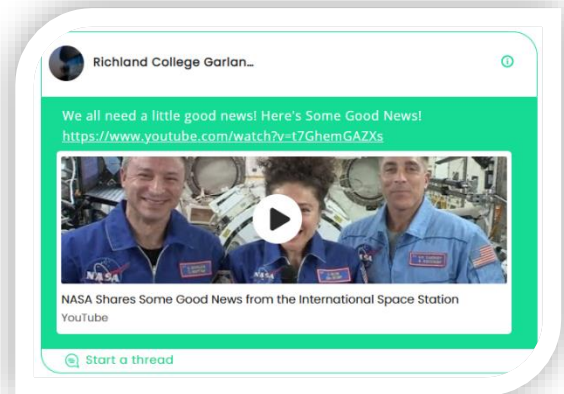 Richland College Garlan...
We all need a little good news! Here's Some Good News!
https://www.youtube.com/watch?v=t7GhemGAZXs
NASA
NASA Shares Some Good News from the International Space Station
YouTube
Start a thread